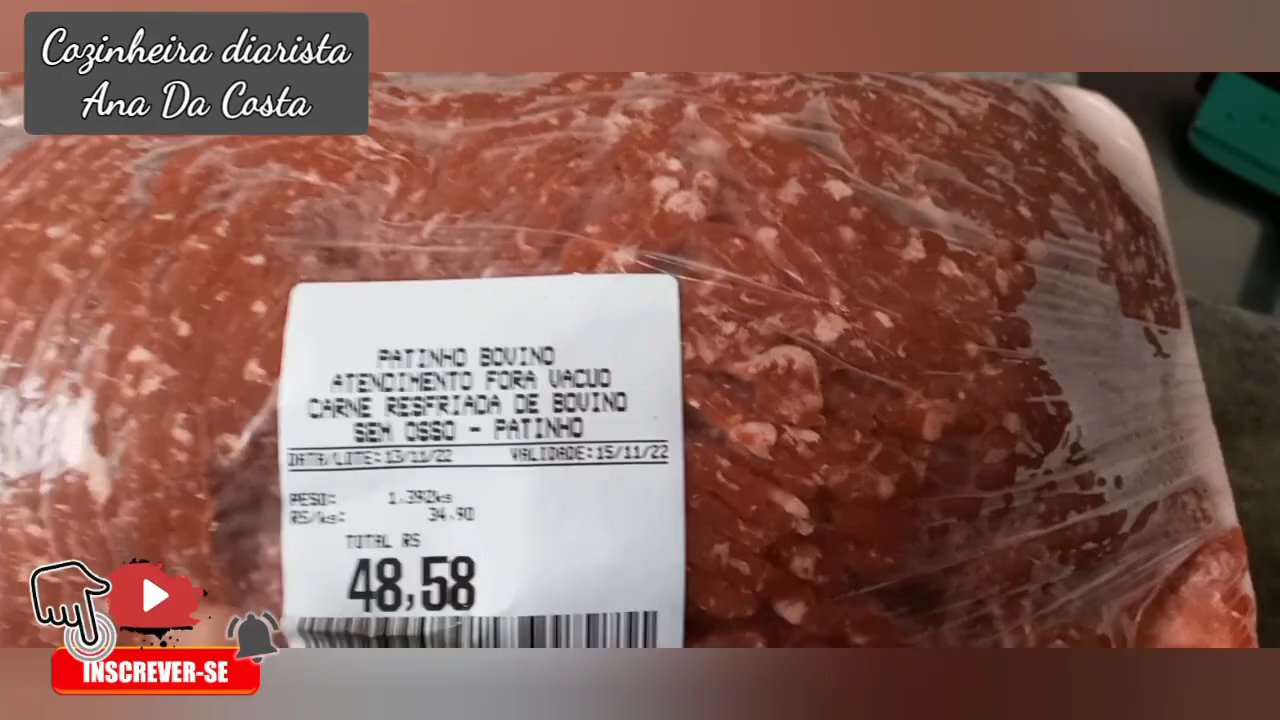 Cozinheira diarista
Ana Da Costa
PATINHO BOVINO
ATENDIMENTO FORA VACUO
CARNE RESFRIADA DE BOVINO
SEM OSSO - PATINHO
DATA/LOTE:13/11/22 VALIDADE:15/11/22
PESO: 1,392kg
R$/kg: 34,90
TOTAL R$
48,58
INSCREVER-SE